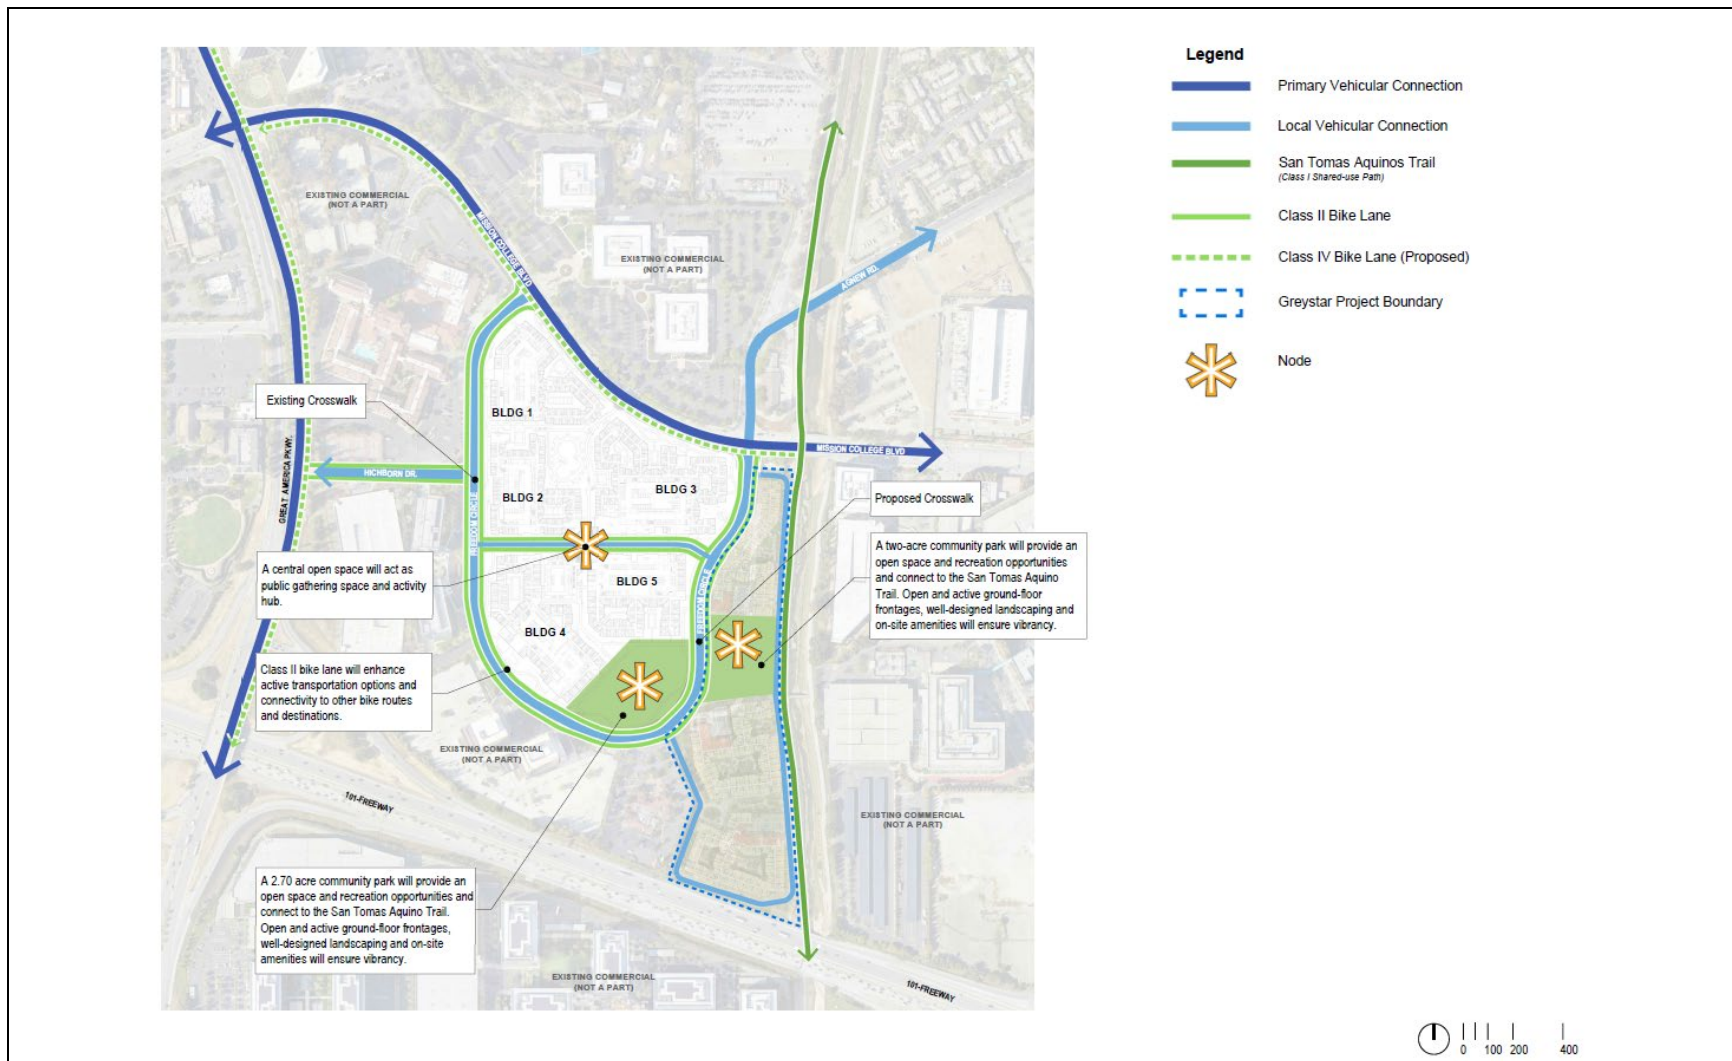 Legend
Primary Vehicular Connection
Local Vehicular Connection
San Tomas Aquinos Trail
(Class I Shared-use Path)
Class II Bike Lane
Class IV Bike Lane (Proposed)
Greystar Project Boundary
Node
EXISTING COMMERCIAL
(NOT A PART)
MISSION COLLEGE BLVD
EXISTING COMMERCIAL
(NOT A PART)
AGNEW RD.
Existing Crosswalk
BLDG 1
GREAT AMERICA PKWY.
HICHBORN DR.
MISSION COLLEGE BLVD
BLDG 2
BLDG 3
Proposed Crosswalk
FREEDOM CIRCLE
A central open space will act as
public gathering space and activity
hub.
BLDG 5
FREEDOM CIRCLE
A two-acre community park will provide an
open space and recreation opportunities
and connect to the San Tomas Aquino
Trail. Open and active ground-floor
frontages, well-designed landscaping and
on-site amenities will ensure vibrancy.
BLDG 4
Class II bike lane will enhance
active transportation options and
connectivity to other bike routes
and destinations.
EXISTING COMMERCIAL
(NOT A PART)
101-FREEWAY
EXISTING COMMERCIAL
(NOT A PART)
A 2.70 acre community park will provide an
open space and recreation opportunities and
connect to the San Tomas Aquino Trail.
Open and active ground-floor frontages,
well-designed landscaping and on-site
amenities will ensure vibrancy.
EXISTING COMMERCIAL
(NOT A PART)
101-FREEWAY
0 100 200 400